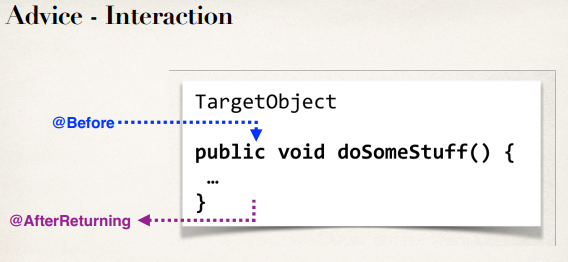 Advice - Interaction
TargetObject
@Before
public void doSomeStuff() {
…
}
@AfterReturning